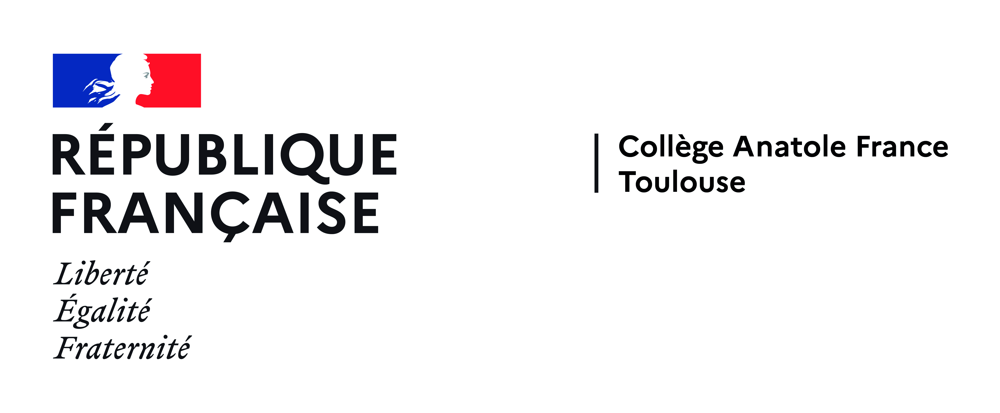 RÉPUBLIQUE
FRANÇAISE
Liberté
Égalité
Fraternité
Collège Anatole France
Toulouse